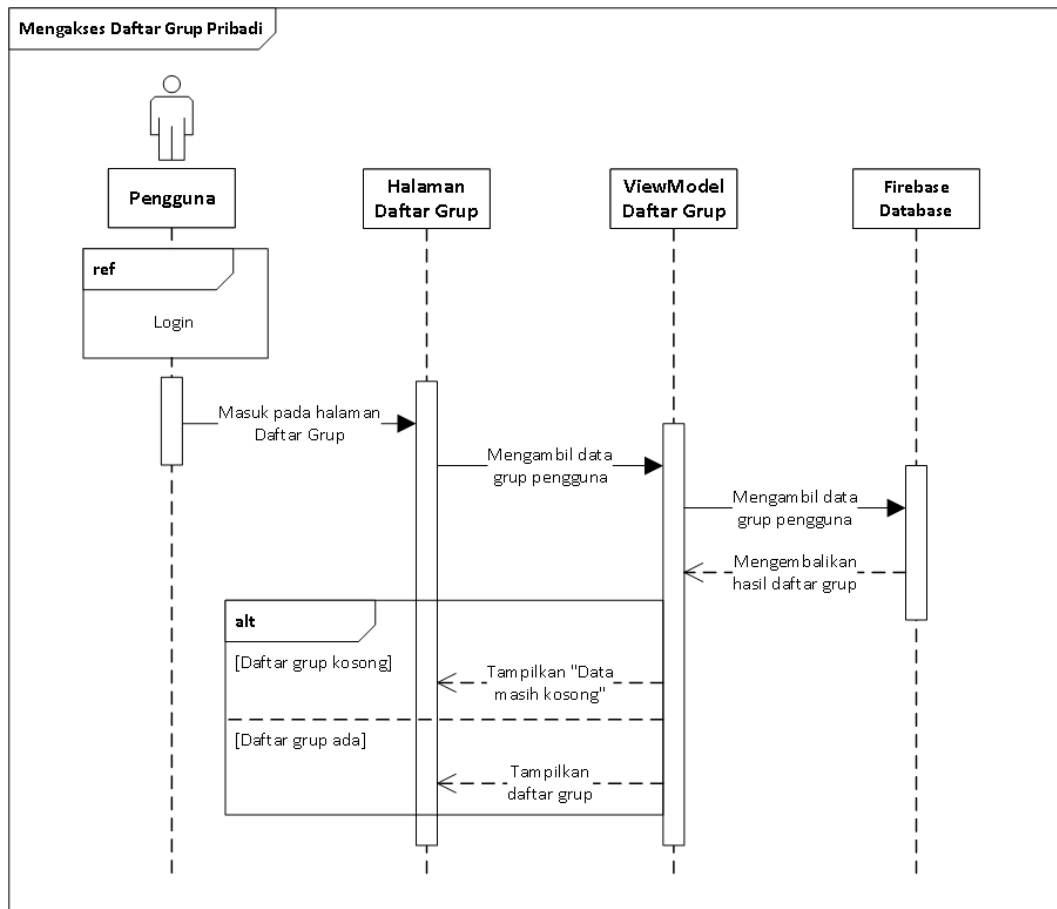 Mengakses Daftar Grup Pribadi
Pengguna
Halaman
Daftar Grup
ViewModel
Daftar Grup
Firebase
Database
ref
Login
Masuk pada halaman
Daftar Grup
Mengambil data
grup pengguna
Mengambil data
grup pengguna
Mengembalikan
hasil daftar grup
alt
[Daftar grup kosong]
Tampilkan "Data
masih kosong"
[Daftar grup ada]
Tampilkan
daftar grup